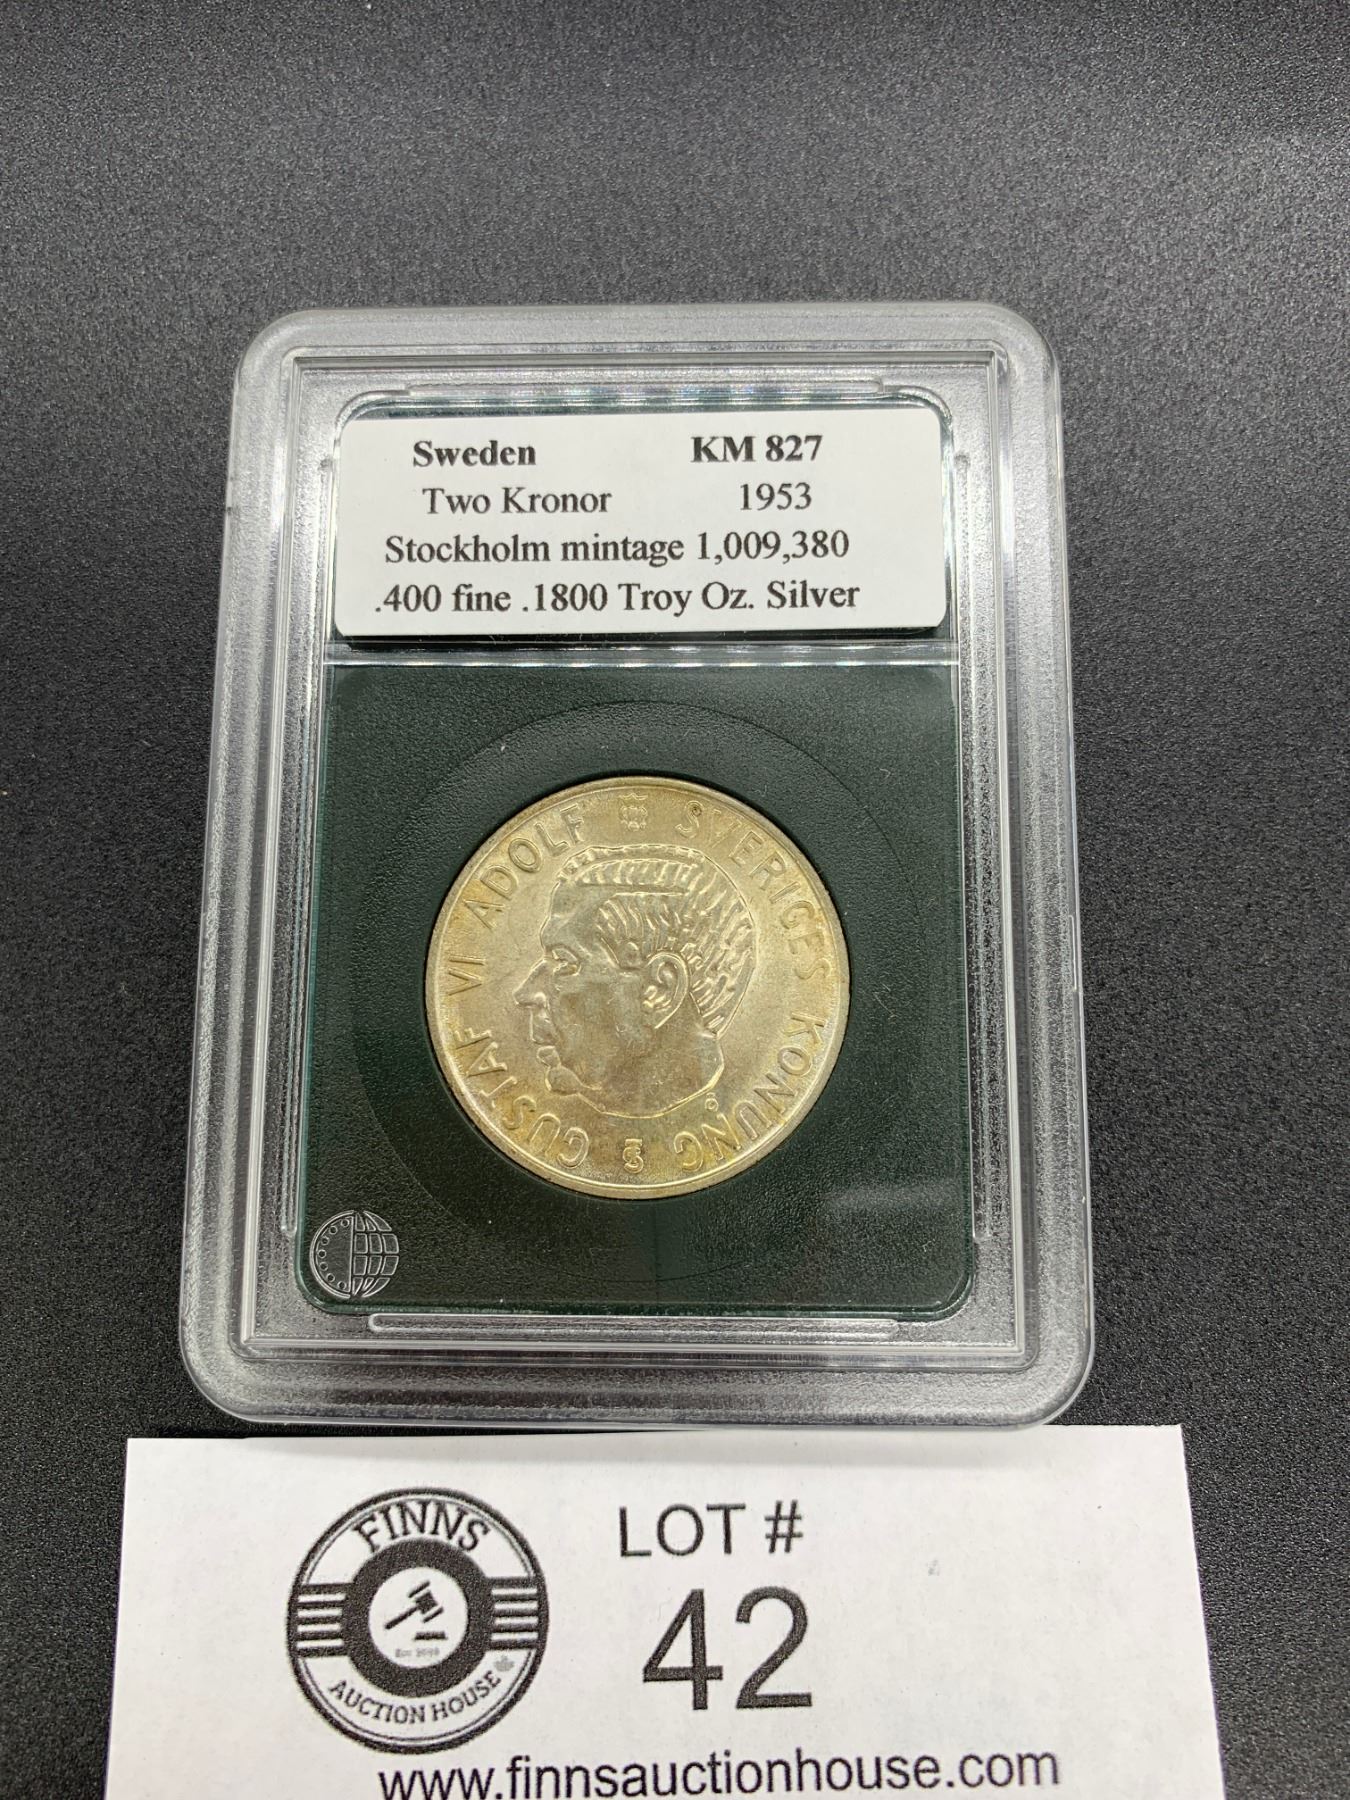 Sweden KM 827
Two Kronor 1953
Stockholm mintage 1,009,380
.400 fine .1800 Troy Oz. Silver
GUSTAF VI ADOLF SVERIGES KONUNG
TS
FINNS
AUCTION HOUSE
LOT #
42
www.finnsauctionhouse.com